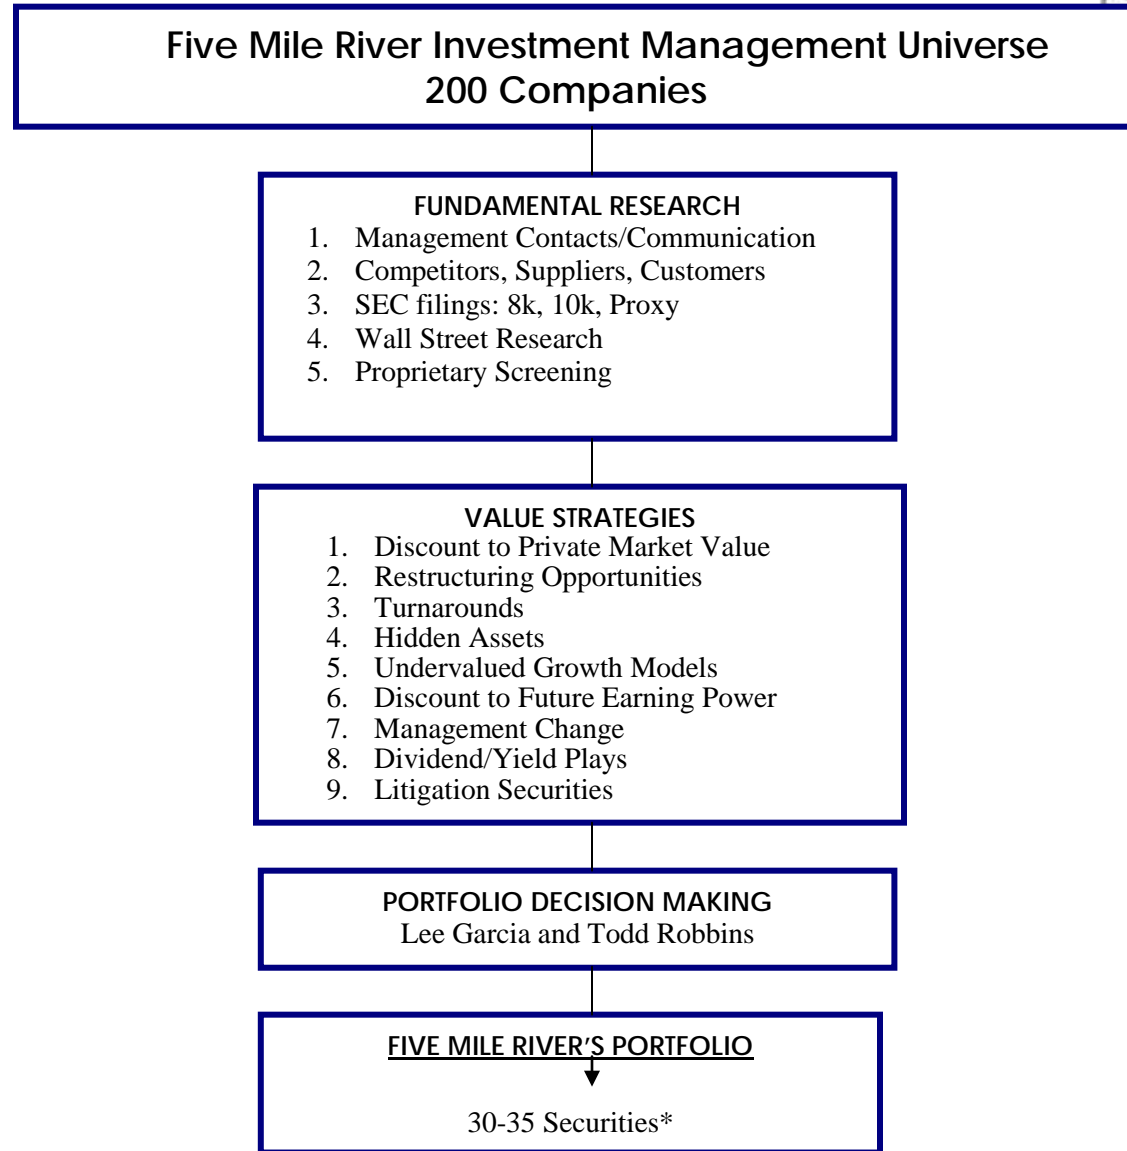 Five Mile River Investment Management Universe
200 Companies
FUNDAMENTAL RESEARCH
1. Management Contacts/Communication
2. Competitors, Suppliers, Customers
3. SEC filings: 8k, 10k, Proxy
4. Wall Street Research
5. Proprietary Screening
VALUE STRATEGIES
1. Discount to Private Market Value
2. Restructuring Opportunities
3. Turnarounds
4. Hidden Assets
5. Undervalued Growth Models
6. Discount to Future Earning Power
7. Management Change
8. Dividend/Yield Plays
9. Litigation Securities
PORTFOLIO DECISION MAKING
Lee Garcia and Todd Robbins
FIVE MILE RIVER'S PORTFOLIO
30-35 Securities*